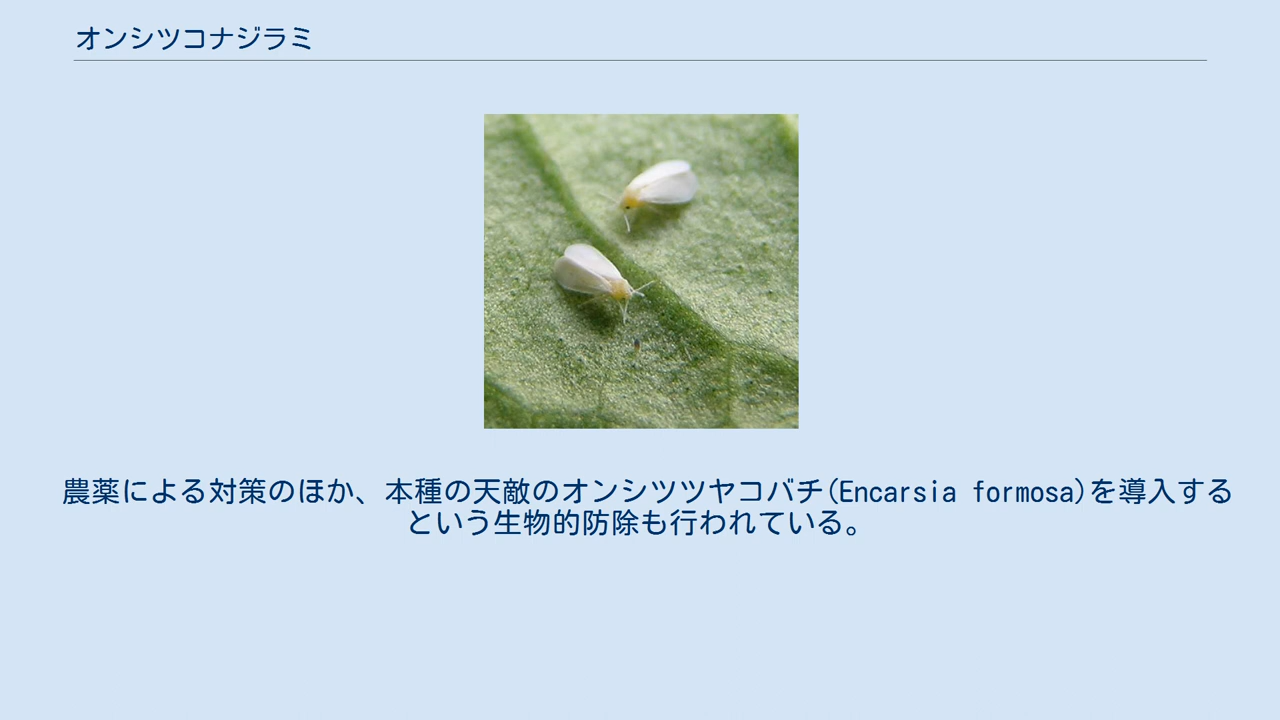 オンシツコナジラミ
農薬による対策のほか、本種の天敵のオンシツツヤコバチ(Encarsia formosa)を導入する
という生物的防除も行われている。